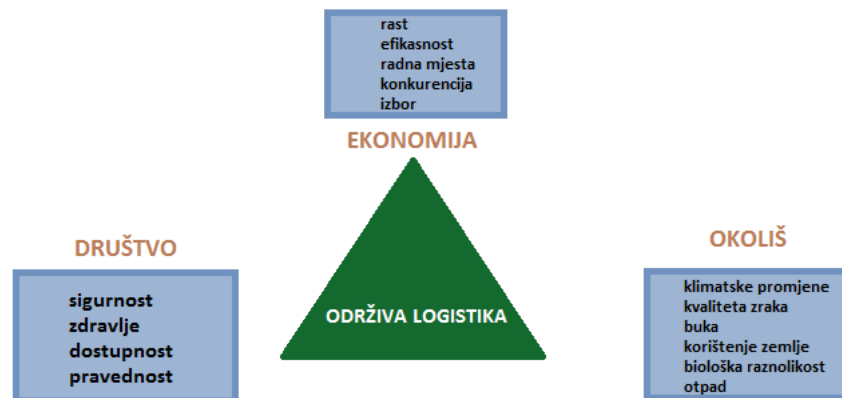 rast
efikasnost
radna mjesta
konkurencija
izbor
EKONOMIJA
DRUŠTVO
sigurnost
zdravlje
dostupnost
pravednost
ODRŽIVA LOGISTIKA
OKOLIŠ
klimatske promjene
kvaliteta zraka
buka
korištenje zemlje
biološka raznolikost
otpad